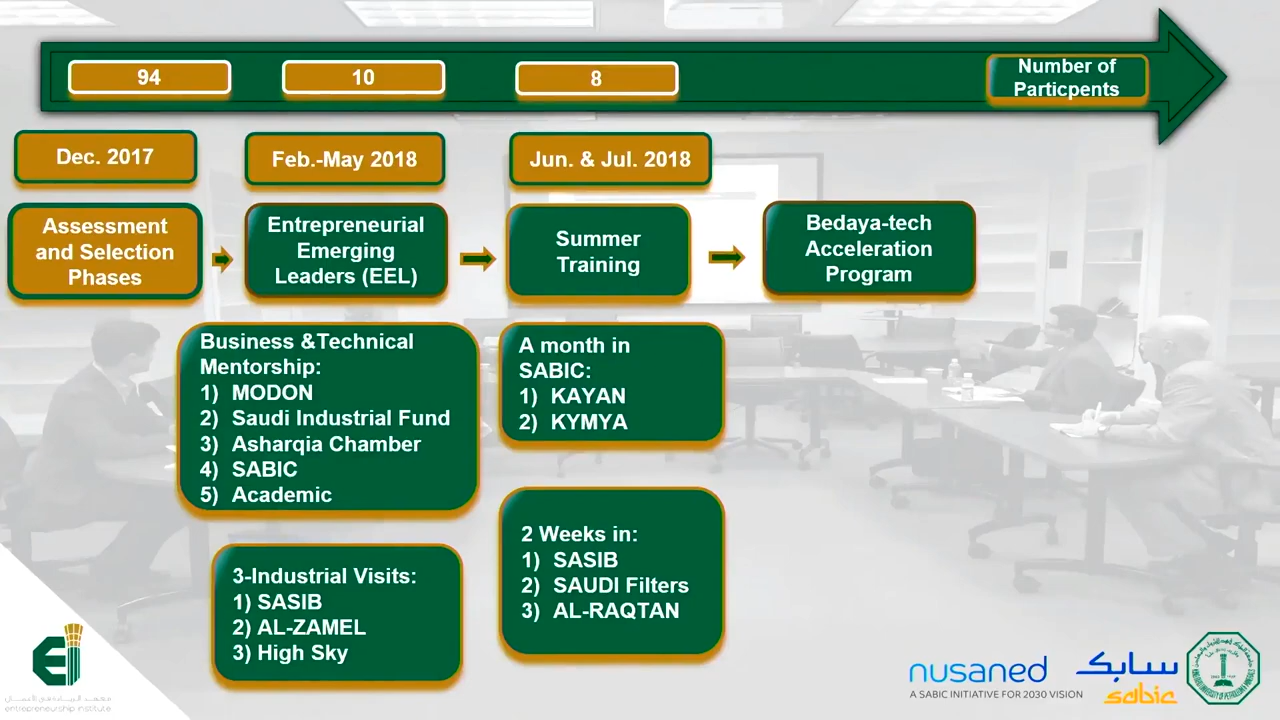 94
10
8
Number of
Particpents
Dec. 2017
Feb.-May 2018
Jun. & Jul. 2018
Assessment
and Selection
Phases
Entrepreneurial
Emerging
Leaders (EEL)
Summer
Training
Bedaya-tech
Acceleration
Program
Business &Technical
Mentorship:
1) MODON
2) Saudi Industrial Fund
3) Asharqia Chamber
4) SABIC
5) Academic
A month in
SABIC:
1) KAYAN
2) KYMYA
3-Industrial Visits:
1) SASIB
2) AL-ZAMEL
3) High Sky
2 Weeks in:
1) SASIB
2) SAUDI Filters
3) AL-RAQTAN
entrepreneurship institute
nusaned
A SABIC INITIATIVE FOR 2030 VISION
سابك
sabic